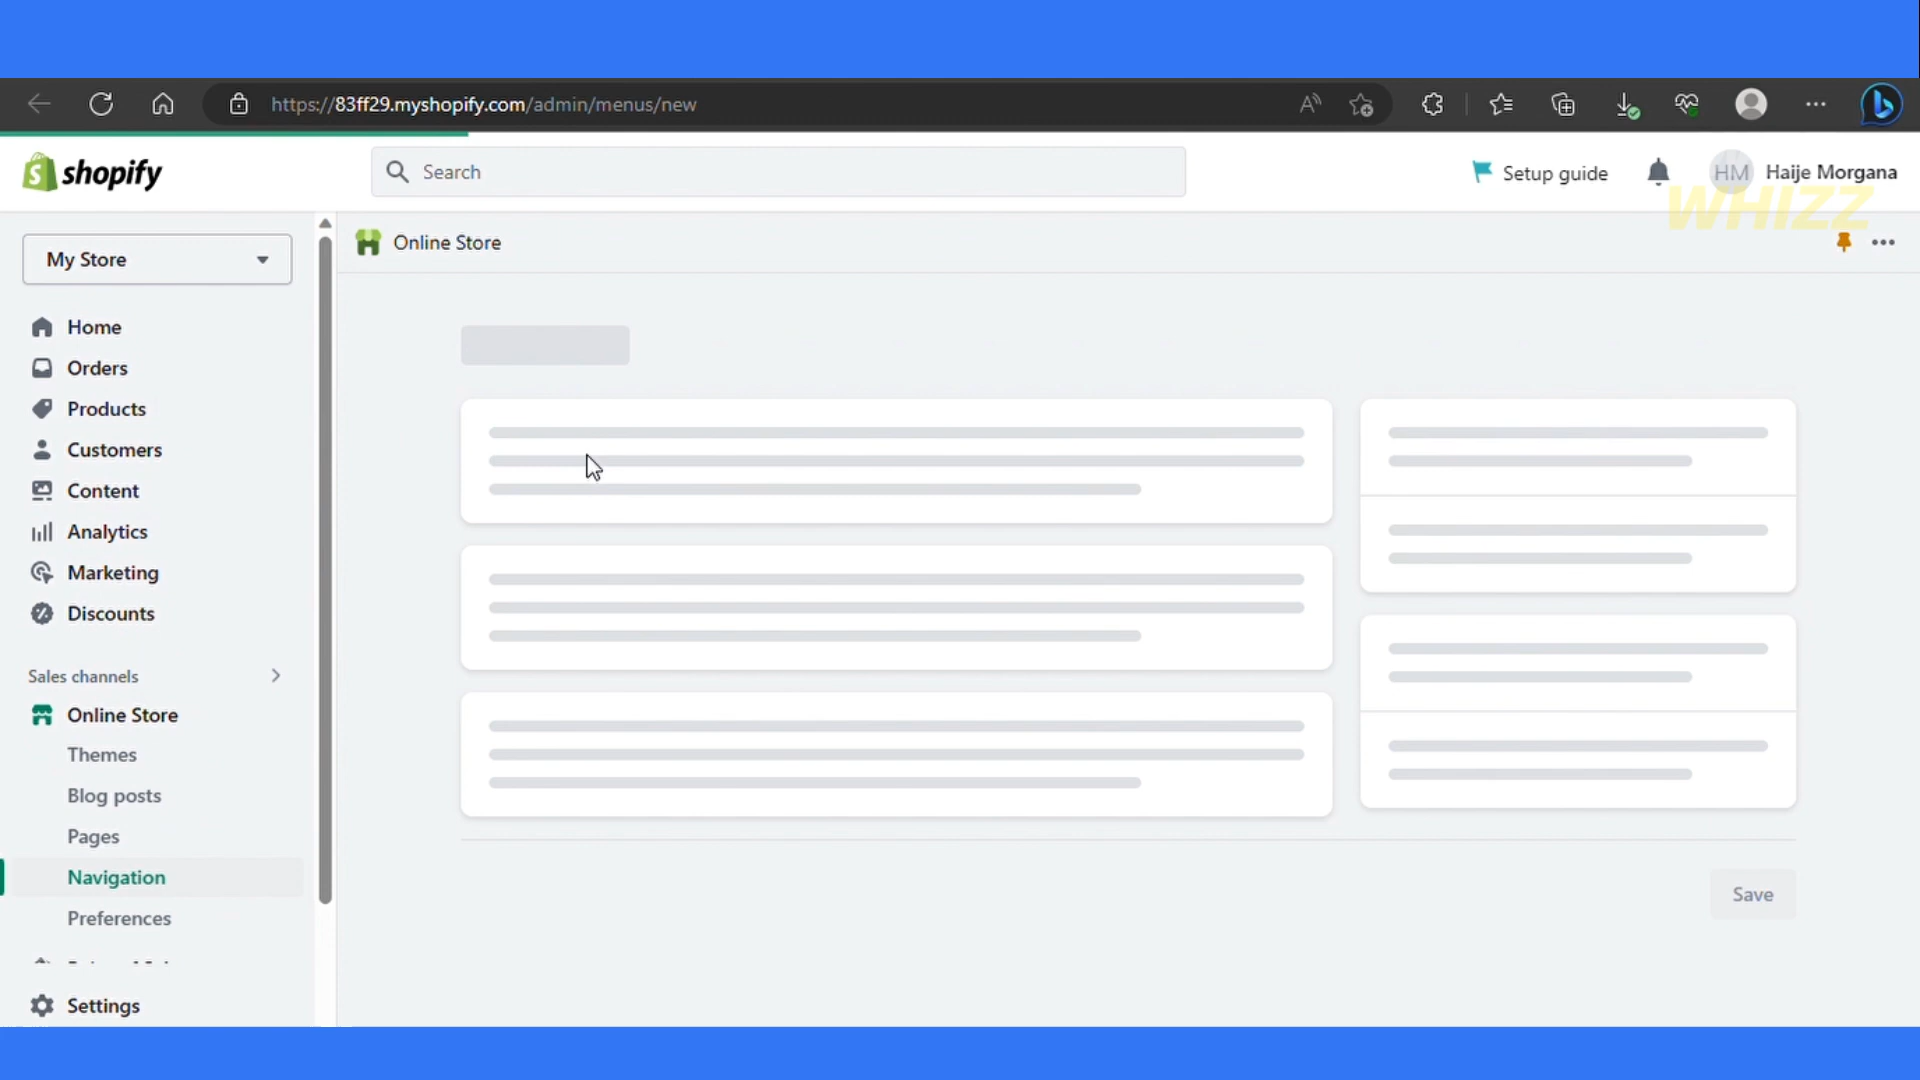 https://83ff29.myshopify.com/admin/menus/new
shopify
Search
Setup guide
HM
Haije Morgana
WHIZZ
My Store
Online Store
Home
Orders
Products
Customers
Content
Analytics
Marketing
Discounts
Sales channels
Online Store
Themes
Blog posts
Pages
Navigation
Preferences
Settings
Save